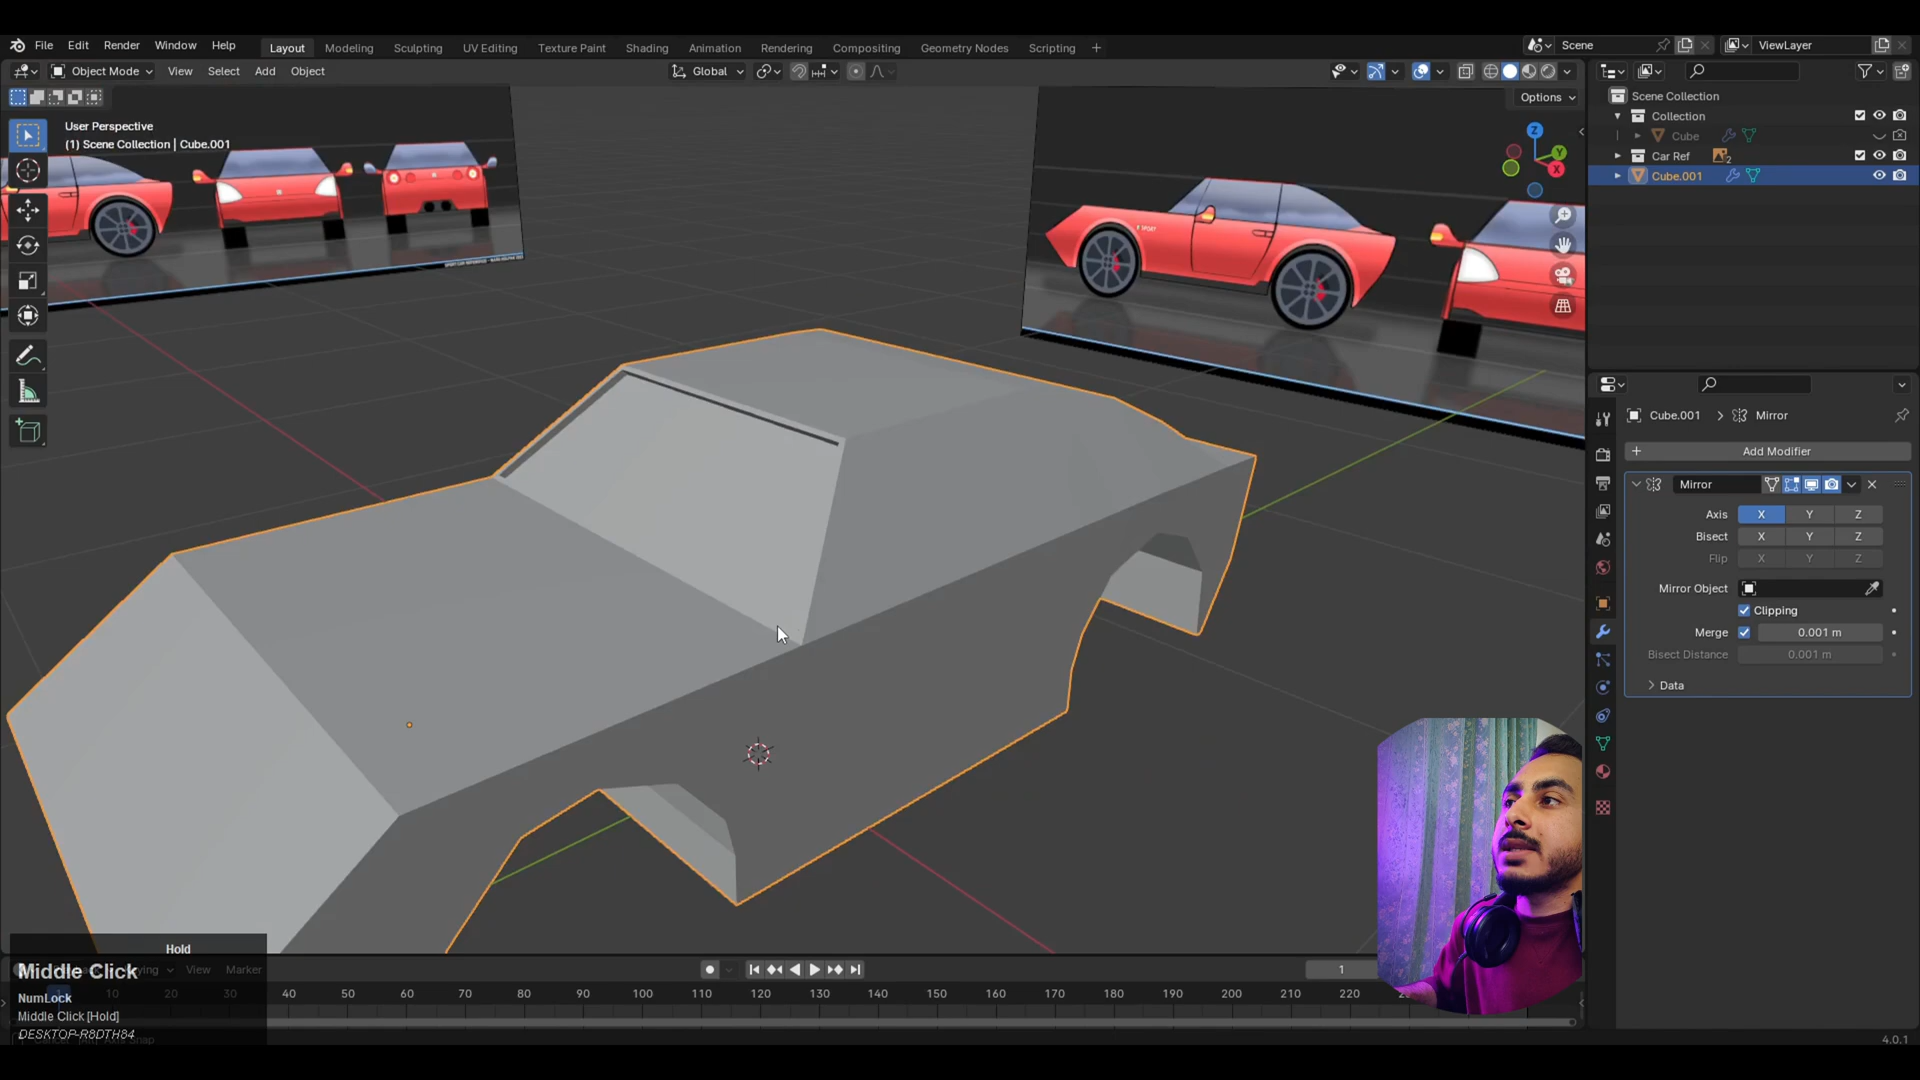 File Edit Render Window Help
Layout Modeling Sculpting UV Editing Texture Paint Shading Animation Rendering Compositing Geometry Nodes Scripting +
Scene
ViewLayer
Object Mode View Select Add Object
Global
Options
User Perspective
(1) Scene Collection | Cube.001
Z
Y
X
Scene Collection
Collection
Cube
Car Ref
2
Cube.001
Cube.001 > Mirror
+ Add Modifier
Mirror
Axis X Y Z
Bisect X Y Z
Flip X Y Z
Mirror Object
Clipping
Merge 0.001 m
Bisect Distance 0.001 m
Data
Hold
Middle Click
NumLock
Middle Click [Hold]
DESKTOP-R8DTH84
View Marker
1
10 20 30 40 50 60 70 80 90 100 110 120 130 140 150 160 170 180 190 200 210 220
4.0.1